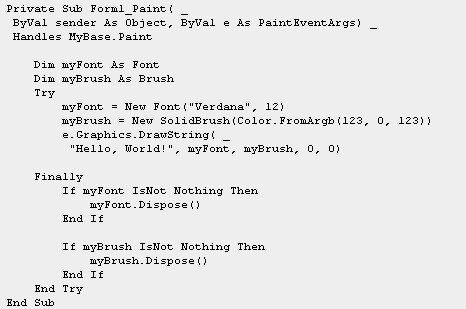 Private Sub Form1_Paint( _
 ByVal sender As Object, ByVal e As PaintEventArgs) _
 Handles MyBase.Paint

    Dim myFont As Font
    Dim myBrush As Brush
    Try
        myFont = New Font("Verdana", 12)
        myBrush = New SolidBrush(Color.FromArgb(123, 0, 123))
        e.Graphics.DrawString( _
         "Hello, World!", myFont, myBrush, 0, 0)

    Finally
        If myFont IsNot Nothing Then
            myFont.Dispose()
        End If

        If myBrush IsNot Nothing Then
            myBrush.Dispose()
        End If
    End Try
End Sub